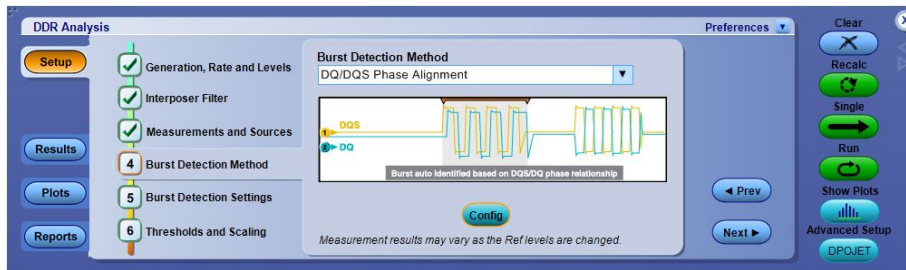 DDR Analysis
Preferences
Clear
Setup
Results
Plots
Reports
Generation, Rate and Levels
Interposer Filter
Measurements and Sources
4 Burst Detection Method
5 Burst Detection Settings
6 Thresholds and Scaling
Burst Detection Method
DQ/DQS Phase Alignment
1 DQS
2 DQ
Burst auto identified based on DQS/DQ phase relationship
Config
Measurement results may vary as the Ref levels are changed.
Prev
Next
Recalc
Single
Run
Show Plots
Advanced Setup
DPOJET